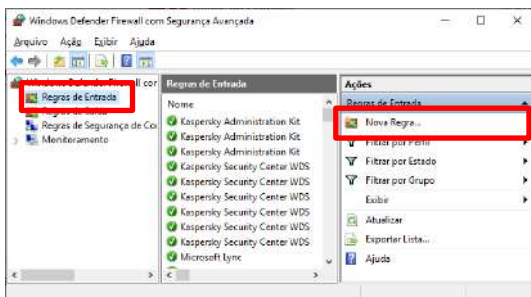 Windows Defender Firewall com Segurança Avançada
Arquivo Ação Exibir Ajuda
Regras de Entrada
Regras de Segurança de Co
Monitoramento
Regras de Entrada
Nome
Kaspersky Administration Kit
Kaspersky Administration Kit
Kaspersky Administration Kit
Kaspersky Security Center WDS
Kaspersky Security Center WDS
Kaspersky Security Center WDS
Kaspersky Security Center WDS
Kaspersky Security Center WDS
Kaspersky Security Center WDS
Microsoft Lync
Ações
Regras de Entrada
Nova Regra...
Filtrar por Perfil
Filtrar por Estado
Filtrar por Grupo
Exibir
Atualizar
Exportar Lista...
Ajuda